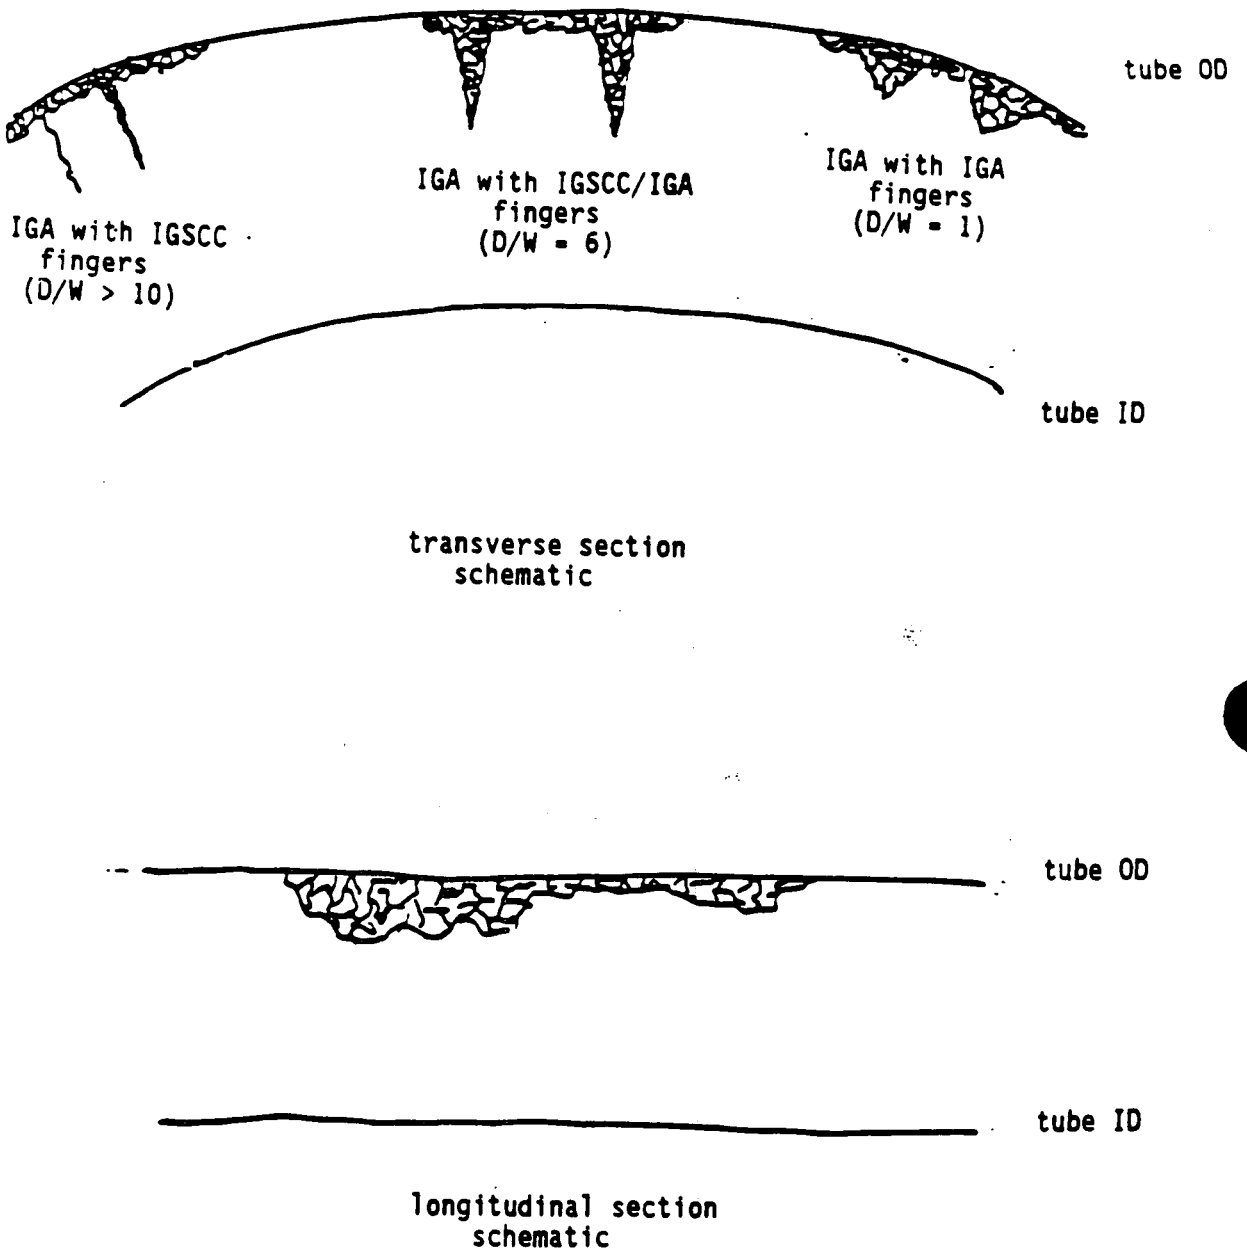 tube OD
IGA with IGSCC/IGA
fingers
(D/W = 6)
IGA with IGA
fingers
(D/W = 1)
IGA with IGSCC
fingers
(D/W > 10)
tube ID
transverse section
schematic
tube OD
tube ID
longitudinal section
schematic